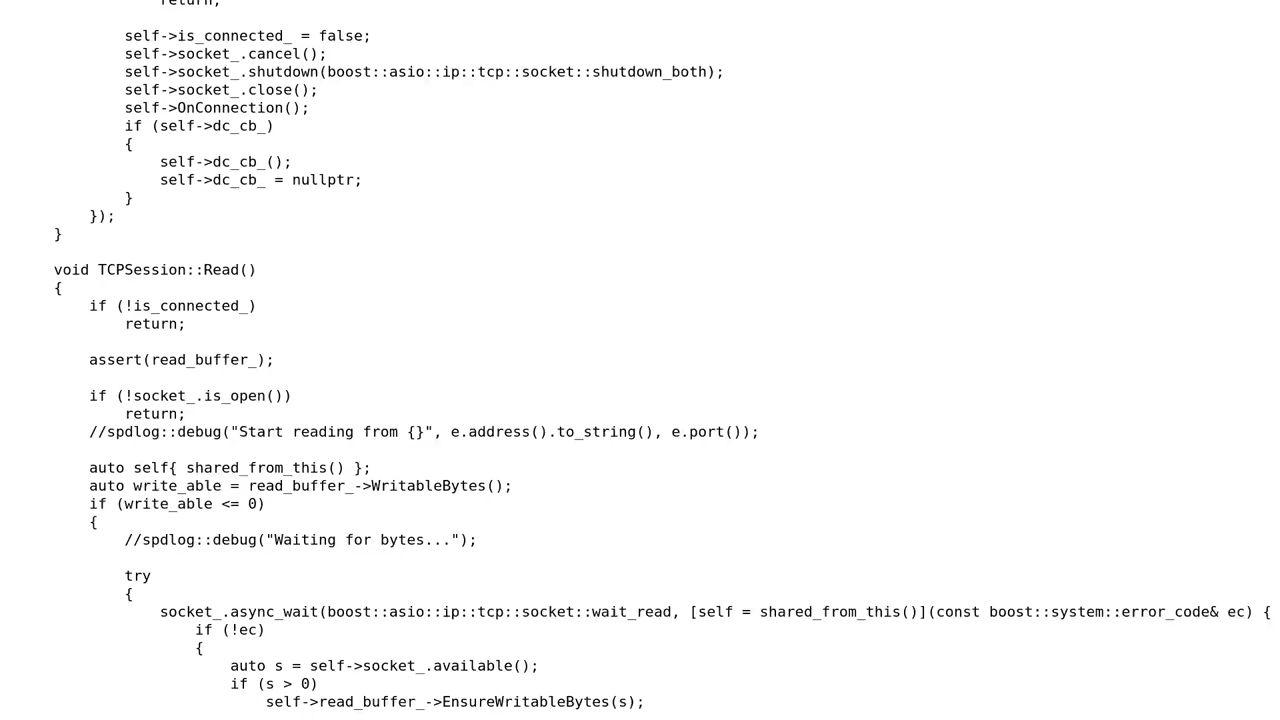 return;
self->is_connected_ = false;
self->socket_.cancel();
self->socket_.shutdown(boost::asio::ip::tcp::socket::shutdown_both);
self->socket_.close();
self->OnConnection();
if (self->dc_cb_)
{
self->dc_cb_();
self->dc_cb_ = nullptr;
}
});
}
void TCPSession::Read()
{
if (!is_connected_)
return;
assert(read_buffer_);
if (!socket_.is_open())
return;
//spdlog::debug("Start reading from {}", e.address().to_string(), e.port());
auto self{ shared_from_this() };
auto write_able = read_buffer_->WritableBytes();
if (write_able <= 0)
{
//spdlog::debug("Waiting for bytes...");
try
{
socket_.async_wait(boost::asio::ip::tcp::socket::wait_read, [self = shared_from_this()](const boost::system::error_code& ec) {
if (!ec)
{
auto s = self->socket_.available();
if (s > 0)
self->read_buffer_->EnsureWritableBytes(s);